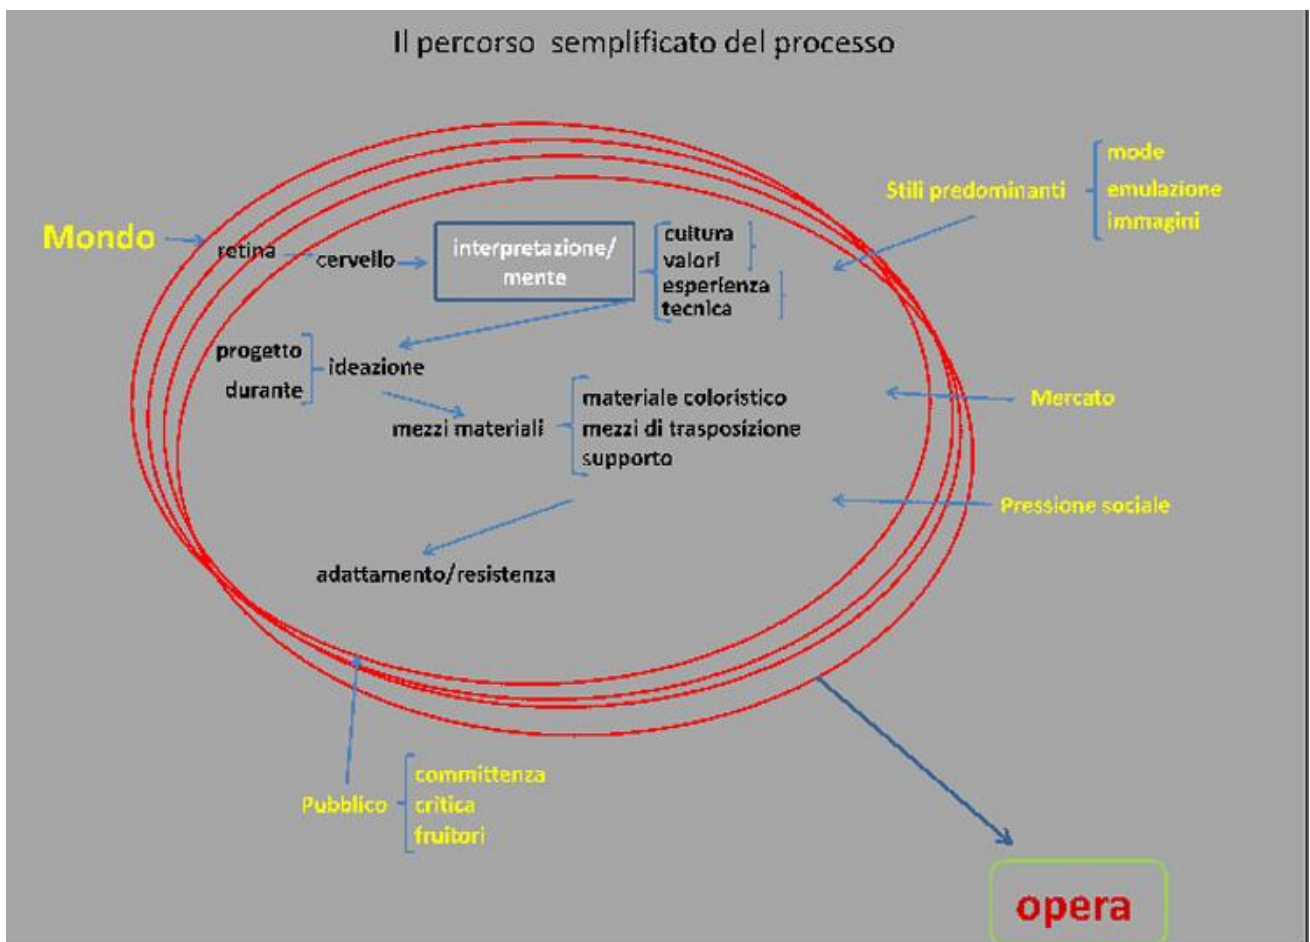 Il percorso semplificato del processo
mode
Stili predominanti
emulazione
immagini
Mondo
retina
cervello
interpretazione/
mente
cultura
valori
esperienza
tecnica
progetto
durante
ideazione
mezzi materiali
materiale coloristico
mezzi di trasposizione
supporto
Mercato
Pressione sociale
adattamento/resistenza
Pubblico
committenza
critica
fruitori
opera